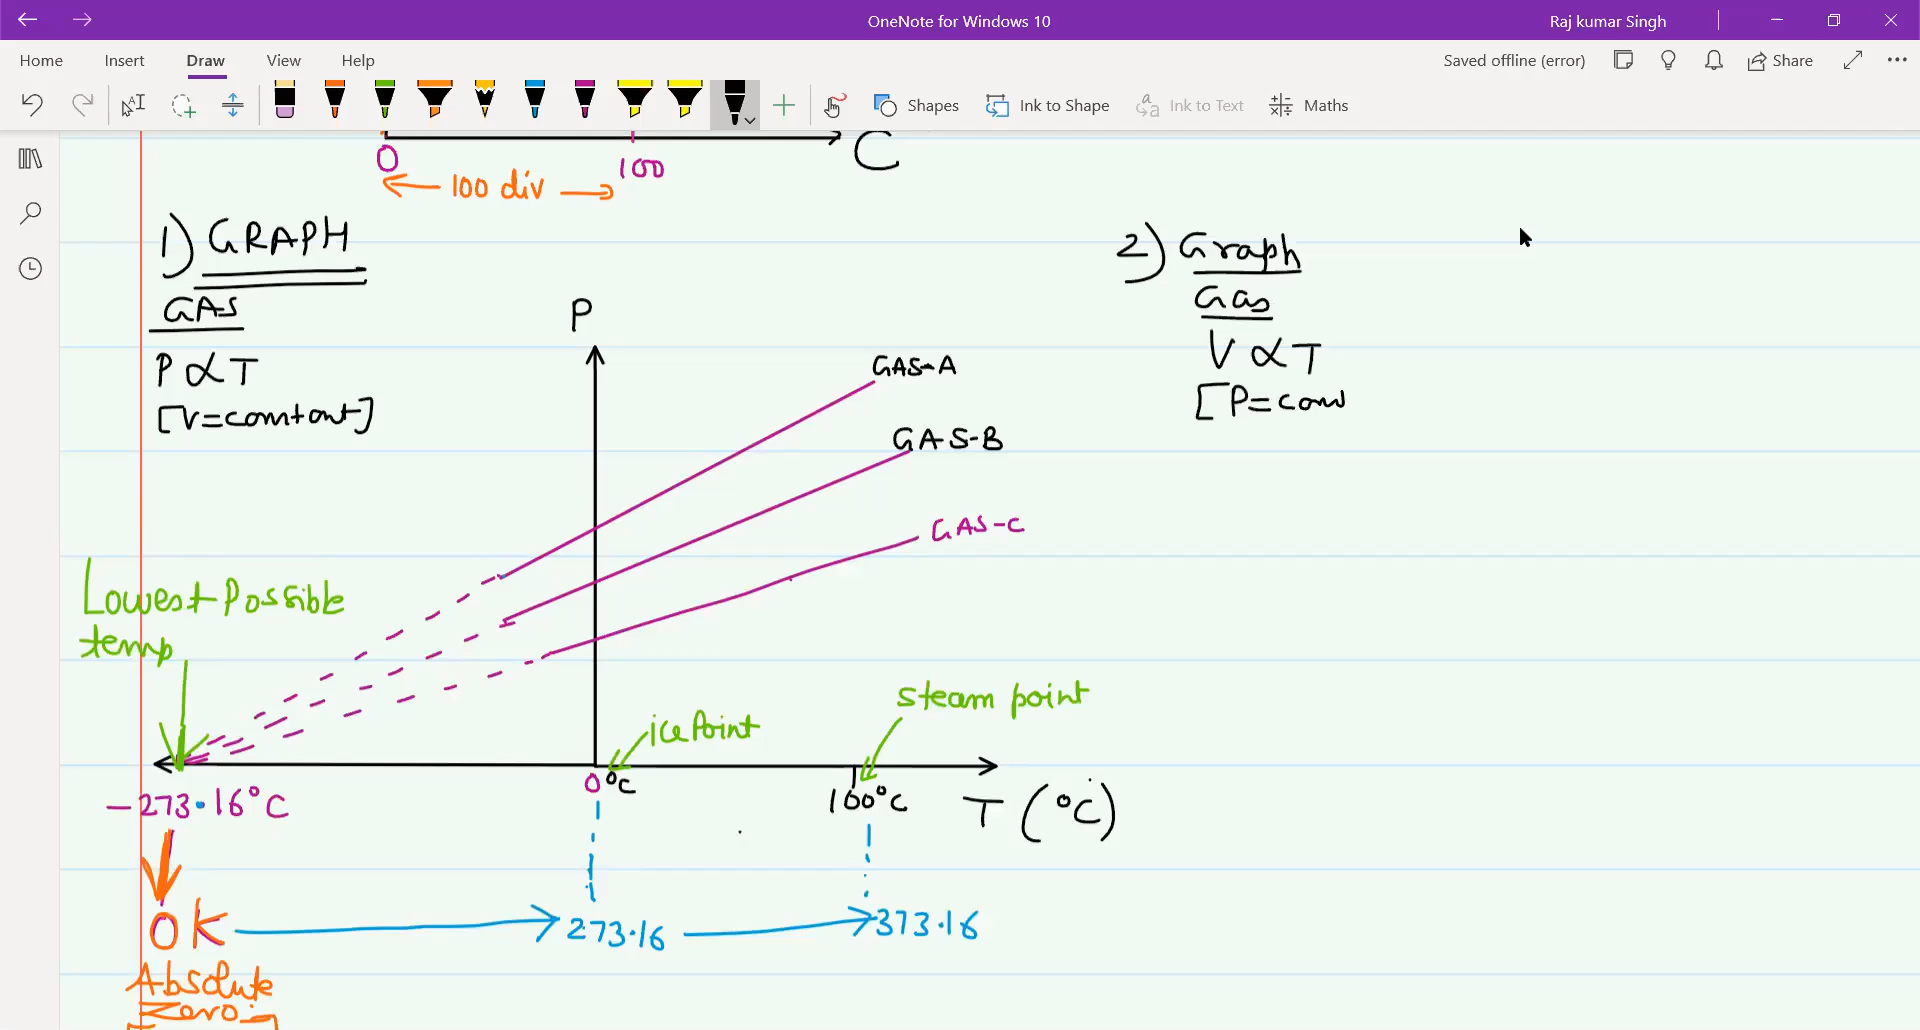 OneNote for Windows 10
Raj kumar Singh
Home Insert Draw View Help
Saved offline (error) Share
Shapes Ink to Shape Ink to Text Maths
0 100 C
100 div
1) GRAPH
GAS
P ∝ T
[V=constant]
P
GAS-A
GAS-B
GAS-C
Lowest Possible
temp
ice Point
steam point
-273.16°C
0°C
100°C
T (°C)
0K 273.16 373.16
Absolute
Zero
2) Graph
Gas
V ∝ T
[P=cons